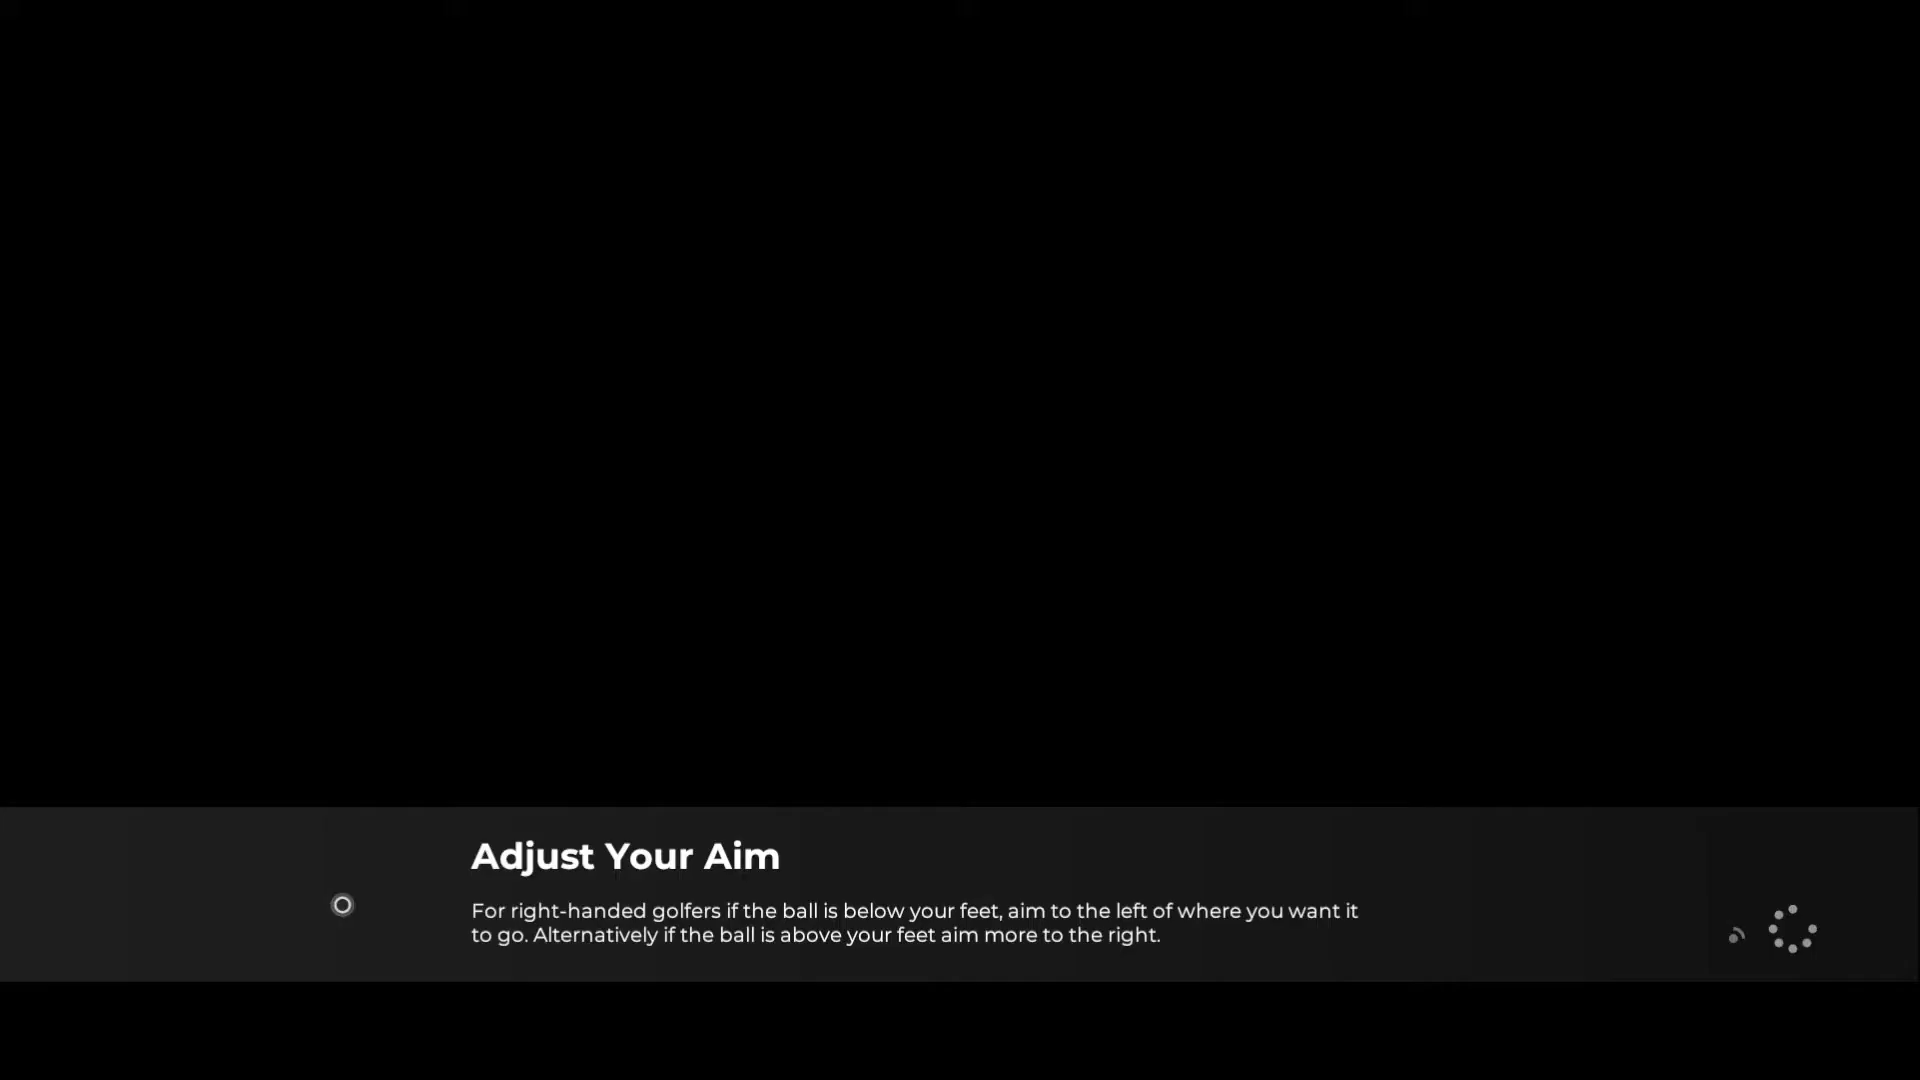 Adjust Your Aim
For right-handed golfers if the ball is below your feet, aim to the left of where you want it
to go. Alternatively if the ball is above your feet aim more to the right.